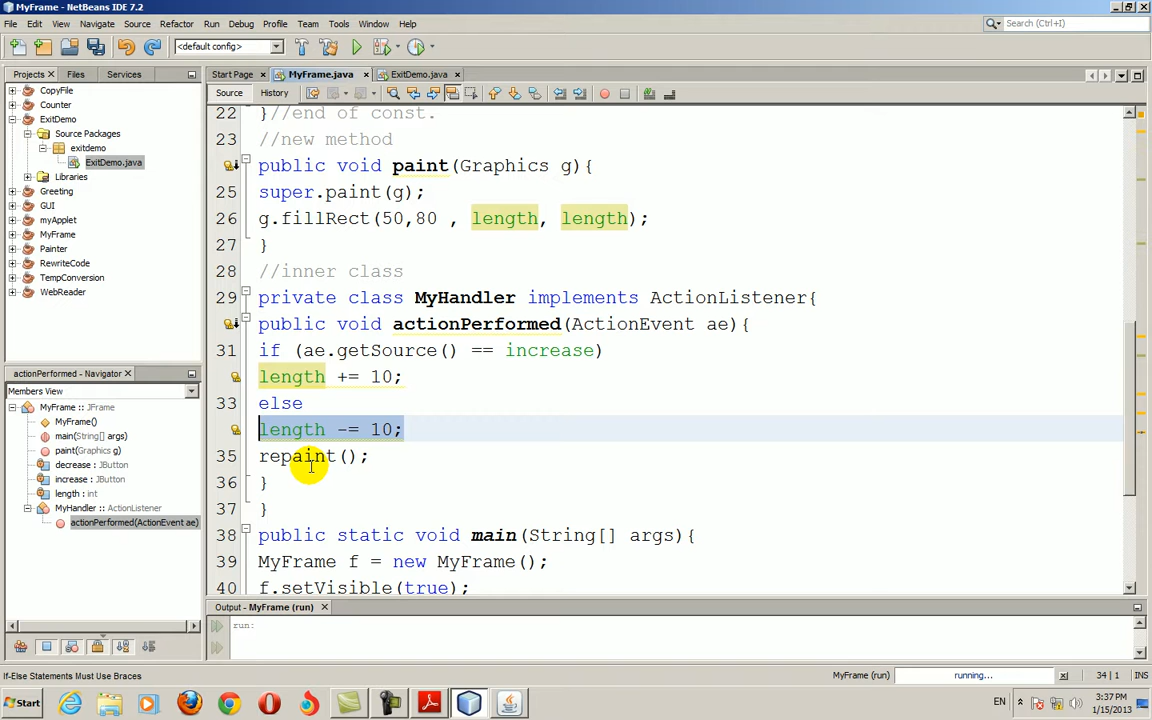 MyFrame - NetBeans IDE 7.2
File Edit View Navigate Source Refactor Run Debug Profile Team Tools Window Help
<default config>
Search (Ctrl+I)
Projects Files Services
Start Page MyFrame.java ExitDemo.java
Source History
CopyFile
Counter
ExitDemo
Source Packages
exitdemo
ExitDemo.java
Libraries
Greeting
GUI
myApplet
MyFrame
Painter
RewriteCode
TempConversion
WebReader
22 }//end of const.
23 //new method
public void paint(Graphics g){
25 super.paint(g);
26 g.fillRect(50,80 , length, length);
27 }
28 //inner class
29 private class MyHandler implements ActionListener{
public void actionPerformed(ActionEvent ae){
31 if (ae.getSource() == increase)
length += 10;
33 else
length -= 10;
35 repaint();
36 }
37 }
38 public static void main(String[] args){
39 MyFrame f = new MyFrame();
40 f.setVisible(true);
actionPerformed - Navigator
Members View
MyFrame :: JFrame
MyFrame()
main(String[] args)
paint(Graphics g)
decrease : JButton
increase : JButton
length : int
MyHandler :: ActionListener
actionPerformed(ActionEvent ae)
Output - MyFrame (run)
run:
If-Else Statements Must Use Braces
MyFrame (run)
running...
34 | 1
INS
Start
EN
3:37 PM
1/15/2013